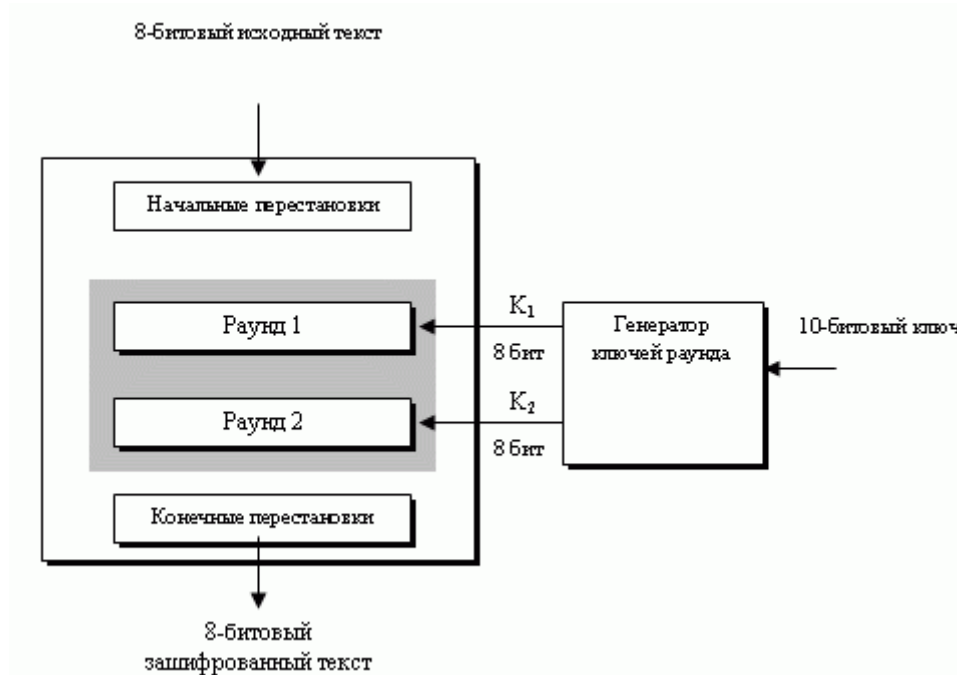 8-битовый исходный текст
Начальные перестановки
Раунд 1
K1
8 бит
Генератор
ключей раунда
10-битовый ключ
Раунд 2
K2
8 бит
Конечные перестановки
8-битовый
зашифрованный текст